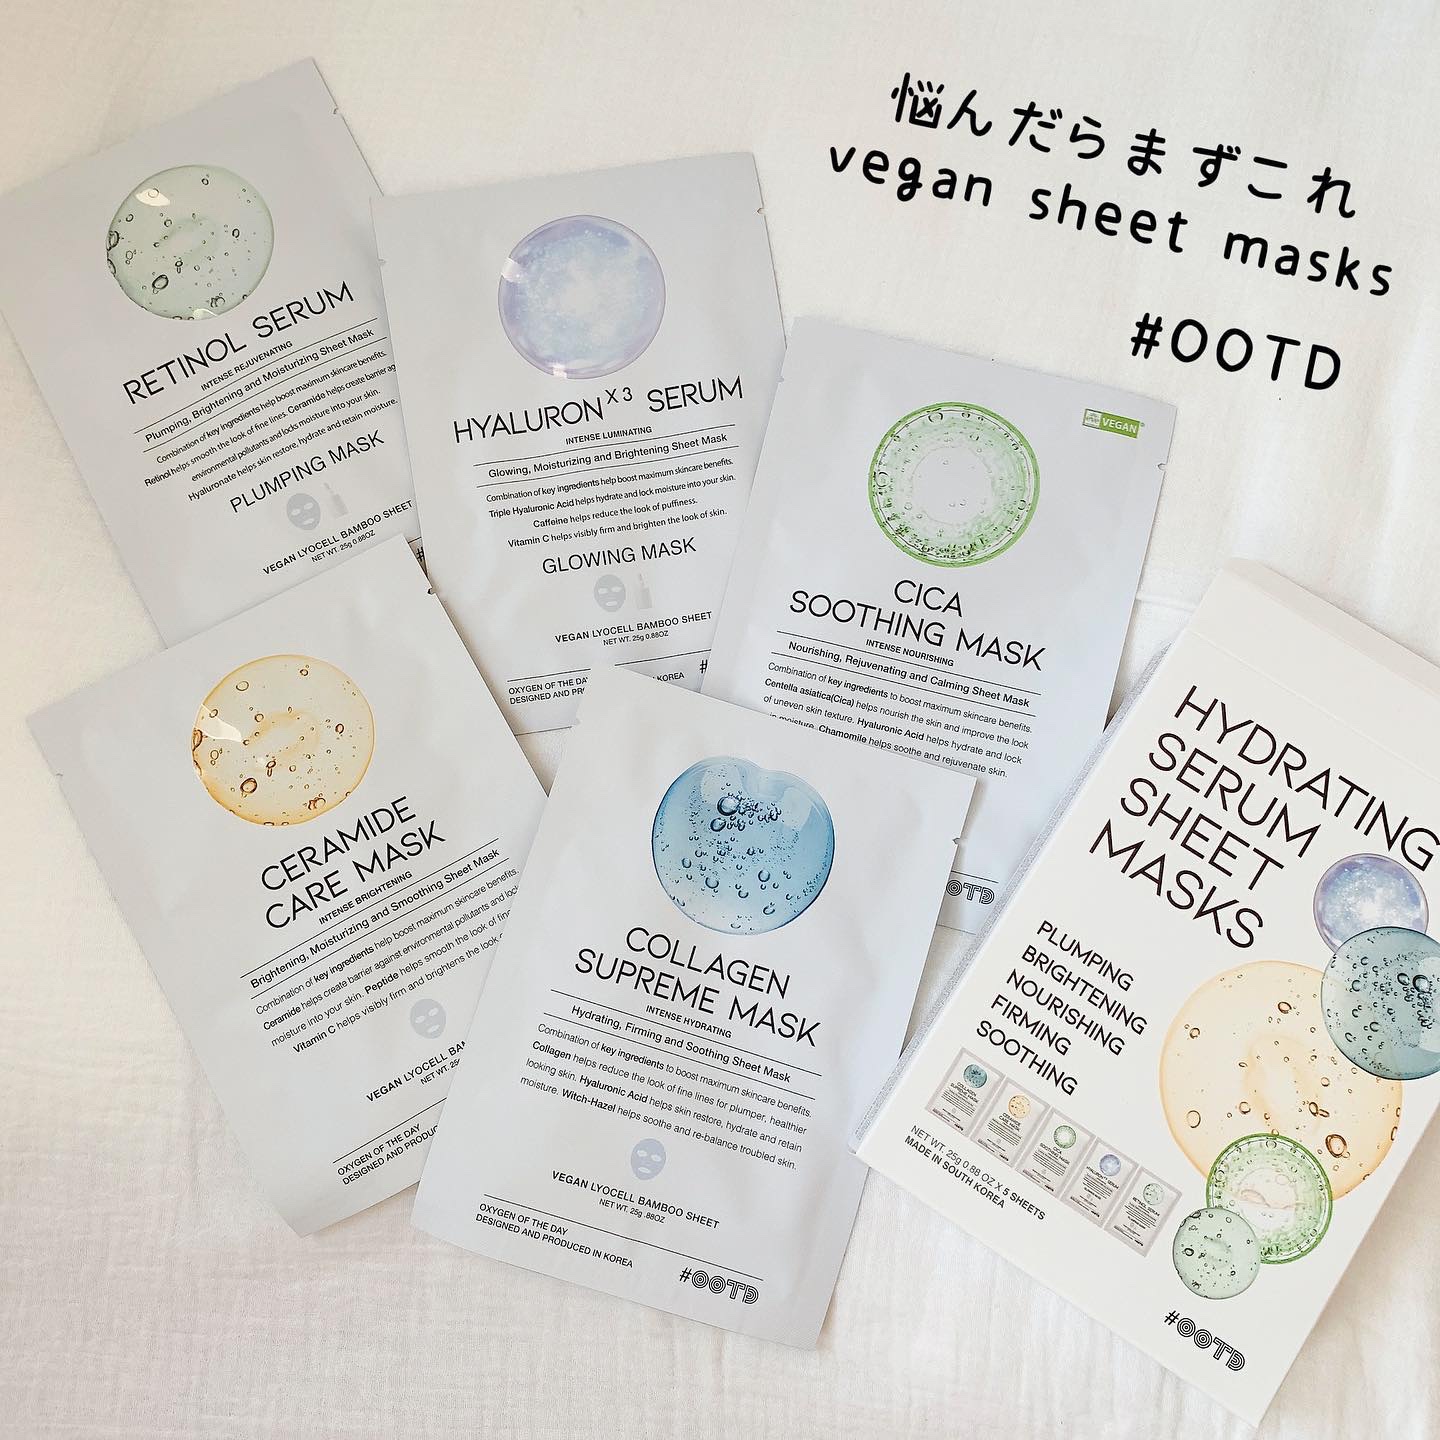 悩んだらまずこれ
vegan sheet masks
#OOTD
RETINOL SERUM
INTENSE REJUVENATING
Plumping, Brightening and Moisturizing Sheet Mask
Combination of key ingredients help boost maximum skincare benefits.
Retinol helps smooth the look of fine lines. Ceramide helps create barrier ag
environmental pollutants and locks moisture into your skin.
Hyaluronate helps skin restore, hydrate and retain moisture.
PLUMPING MASK
VEGAN LYOCELL BAMBOO SHEET
NET WT. 25g 0.88OZ
HYALURON X3 SERUM
INTENSE LUMINATING
Glowing, Moisturizing and Brightening Sheet Mask
Combination of key ingredients help boost maximum skincare benefits.
Triple Hyaluronic Acid helps hydrate and lock moisture into your skin.
Caffeine helps reduce the look of puffiness.
Vitamin C helps visibly firm and brighten the look of skin.
GLOWING MASK
VEGAN LYOCELL BAMBOO SHEET
NET WT. 25g 0.88OZ
OXYGEN OF THE DAY
DESIGNED AND PRO KOREA
VEGAN
CICA
SOOTHING MASK
INTENSE NOURISHING
Nourishing, Rejuvenating and Calming Sheet Mask
Combination of key ingredients to boost maximum skincare benefits.
Centella asiatica(Cica) helps nourish the skin and improve the look
of uneven skin texture. Hyaluronic Acid helps hydrate and lock
in moisture. Chamomile helps soothe and rejuvenate skin.
OOTD
CERAMIDE
CARE MASK
INTENSE BRIGHTENING
Brightening, Moisturizing and Smoothing Sheet Mask
Combination of key ingredients help boost maximum skincare benefits.
Ceramide helps create barrier against environmental pollutants and loc
moisture into your skin. Peptide helps smooth the look of fine
Vitamin C helps visibly firm and brightens the look
VEGAN LYOCELL BAM
NET WT. 25g
OXYGEN OF THE DAY
DESIGNED AND PRODUC
COLLAGEN
SUPREME MASK
INTENSE HYDRATING
Hydrating, Firming and Soothing Sheet Mask
Combination of key ingredients to boost maximum skincare benefits.
Collagen helps reduce the look of fine lines for plumper, healthier
looking skin. Hyaluronic Acid helps skin restore, hydrate and retain
moisture. Witch-Hazel helps soothe and re-balance troubled skin.
VEGAN LYOCELL BAMBOO SHEET
NET WT. 25g .88OZ
OXYGEN OF THE DAY
DESIGNED AND PRODUCED IN KOREA
#OOTD
HYDRATING
SERUM
SHEET
MASKS
PLUMPING
BRIGHTENING
NOURISHING
FIRMING
SOOTHING
NET WT. 25g 0.88 OZ X 5 SHEETS
MADE IN SOUTH KOREA
#OOTD